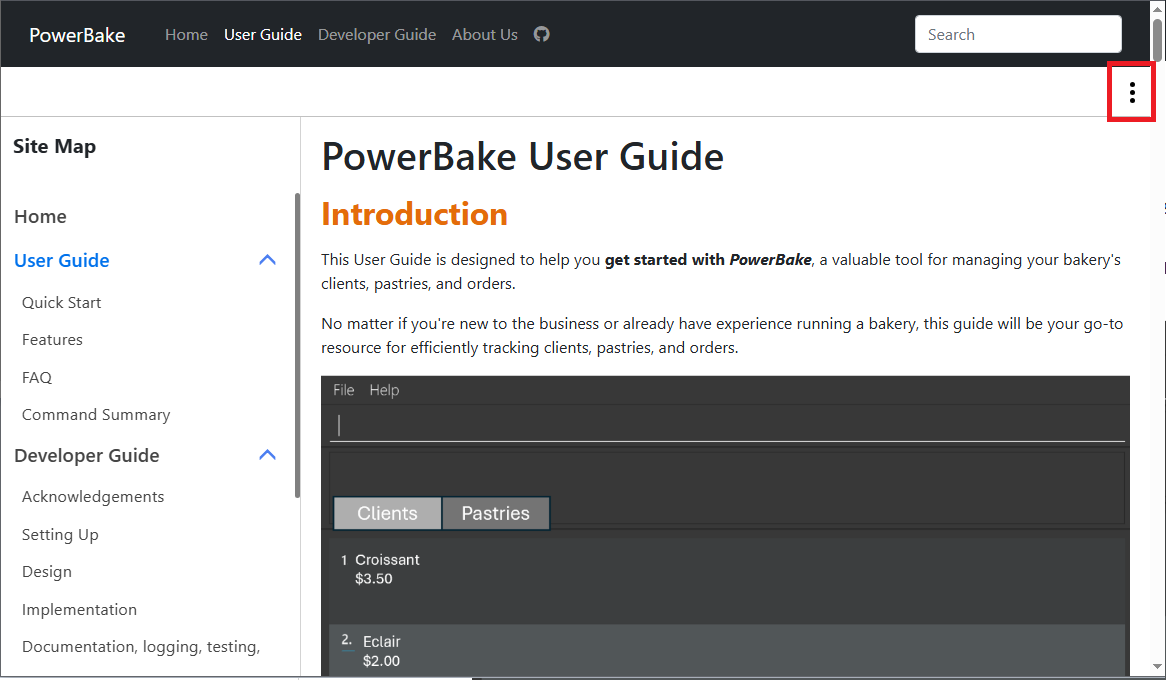 PowerBake Home User Guide Developer Guide About Us Search
Site Map
Home
User Guide
Quick Start
Features
FAQ
Command Summary
Developer Guide
Acknowledgements
Setting Up
Design
Implementation
Documentation, logging, testing,
PowerBake User Guide
Introduction
This User Guide is designed to help you get started with PowerBake, a valuable tool for managing your bakery's
clients, pastries, and orders.
No matter if you're new to the business or already have experience running a bakery, this guide will be your go-to
resource for efficiently tracking clients, pastries, and orders.
File Help
Clients Pastries
1 Croissant
$3.50
2. Eclair
$2.00